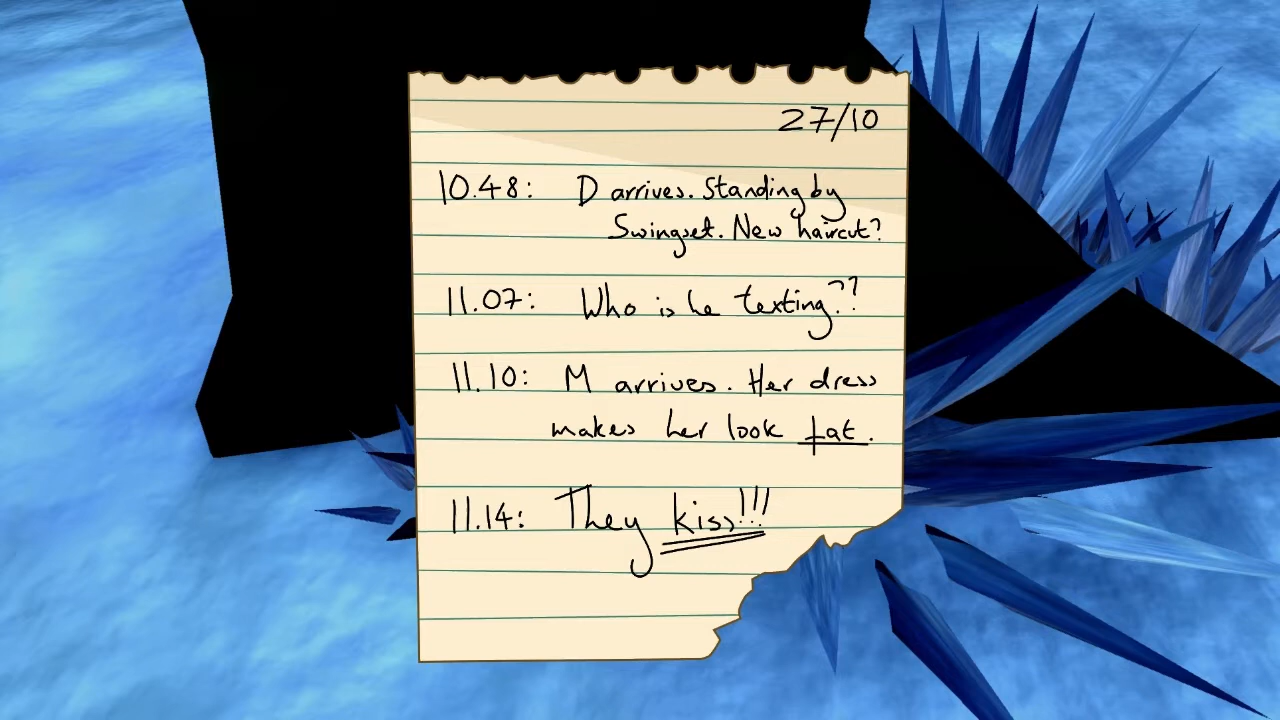 27/10
10.48: D arrives. Standing by
Swingset. New haircut?
11.07: Who is he texting??
11.10: M arrives. Her dress
makes her look fat.
11.14: They kiss!!!